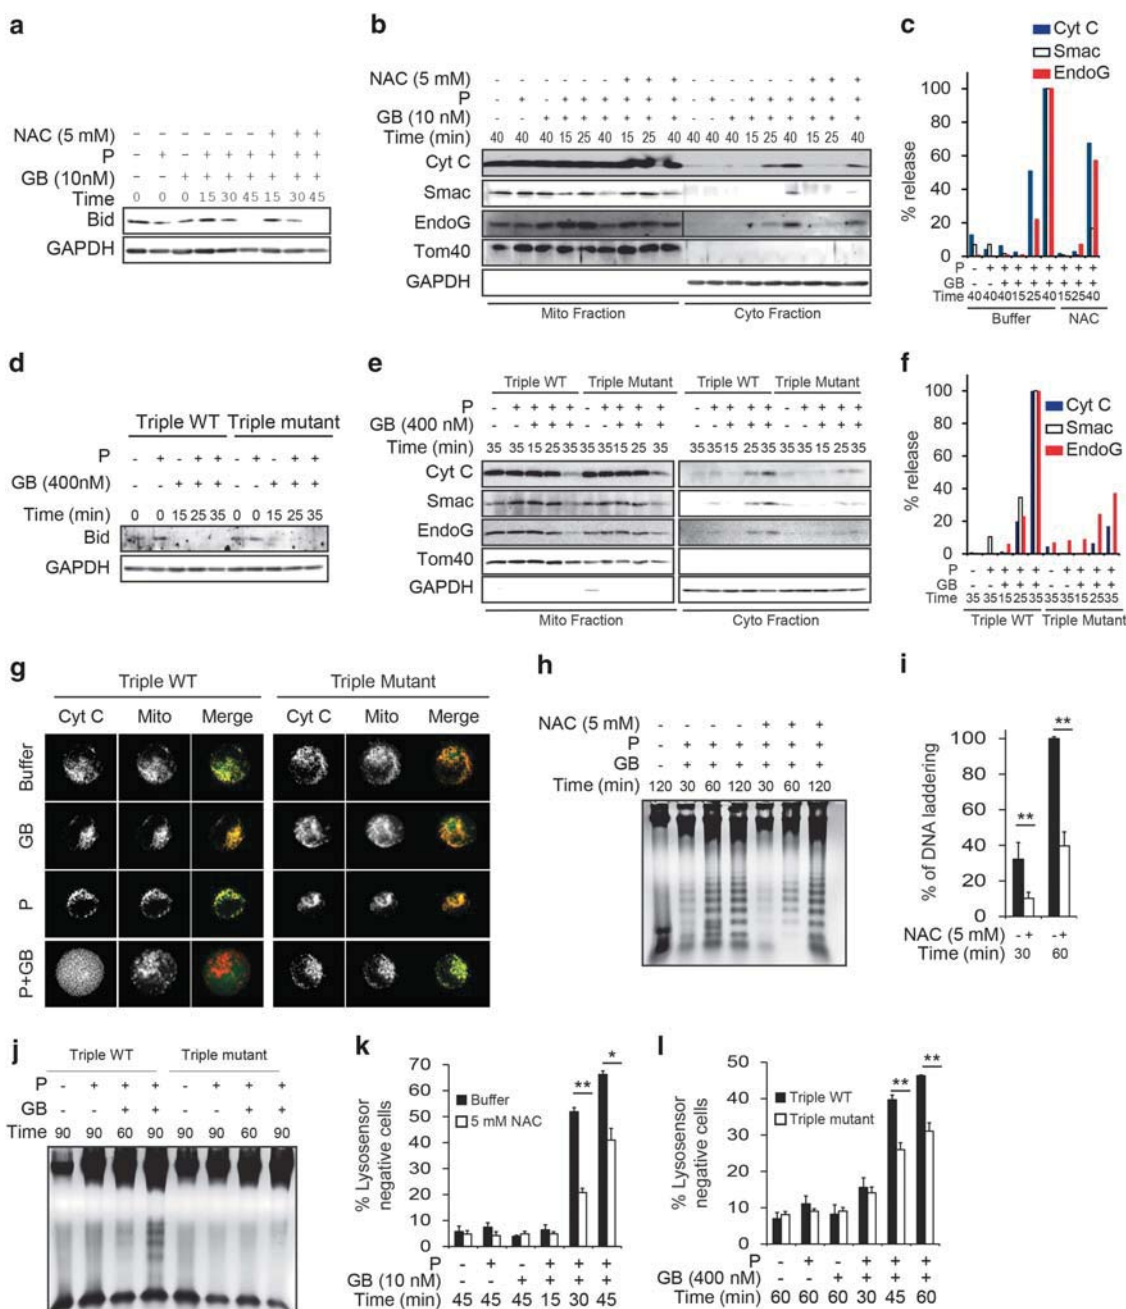 a
NAC (5 mM) - - - - - - + + +
P - + - + + + + + +
GB (10nM) - - + + + + + + +
Time 0 0 0 15 30 45 15 30 45
Bid
GAPDH
b
NAC (5 mM) - - - - - - + + + - - - - - - + + +
P - + - + + + + + + - + - + + + + + +
GB (10 nM) - - + + + + + + + - - + + + + + + +
Time (min) 40 40 40 15 25 40 15 25 40 40 40 40 15 25 40 15 25 40
Cyt C
Smac
EndoG
Tom40
GAPDH
Mito Fraction Cyto Fraction
c
Cyt C
Smac
EndoG
% release
100
80
60
40
20
0
P - + + + + + + + +
GB - - + + + + + + +
Time 40 40 40 15 25 40 15 25 40
Buffer NAC
d
Triple WT Triple mutant
P - + - + + - + - + +
GB (400nM) - - + + + - - + + +
Time (min) 0 0 15 25 35 0 0 15 25 35
Bid
GAPDH
e
Triple WT Triple Mutant Triple WT Triple Mutant
P - + + + + - + + + + - + + + + - + + + +
GB (400 nM) - - + + + - - + + + - - + + + - - + + +
Time (min) 35 35 15 25 35 35 35 15 25 35 35 35 15 25 35 35 35 15 25 35
Cyt C
Smac
EndoG
Tom40
GAPDH
Mito Fraction Cyto Fraction
f
Cyt C
Smac
EndoG
% release
100
80
60
40
20
0
P - + + + + - + + + +
GB - - + + + - - + + +
Time 35 35 15 25 35 35 35 15 25 35
Triple WT Triple Mutant
g
Triple WT Triple Mutant
Cyt C Mito Merge Cyt C Mito Merge
Buffer
GB
P
P+GB
h
NAC (5 mM) - - - - + + +
P - + + + + + +
GB - + + + + + +
Time (min) 120 30 60 120 30 60 120
i
% of DNA laddering
100
80
60
40
20
0
**
**
NAC (5 mM) - + - +
Time (min) 30 60
j
Triple WT Triple mutant
P - + + + - + + +
GB - - + + - - + +
Time 90 90 60 90 90 90 60 90
k
% Lysosensor negative cells
70
60
50
40
30
20
10
0
Buffer
5 mM NAC
**
*
P - + - + + +
GB (10 nM) - - + + + +
Time (min) 45 45 45 15 30 45
l
% Lysosensor negative cells
50
40
30
20
10
0
Triple WT
Triple mutant
**
**
P - + - + + +
GB (400 nM) - - + + + +
Time (min) 60 60 60 30 45 60